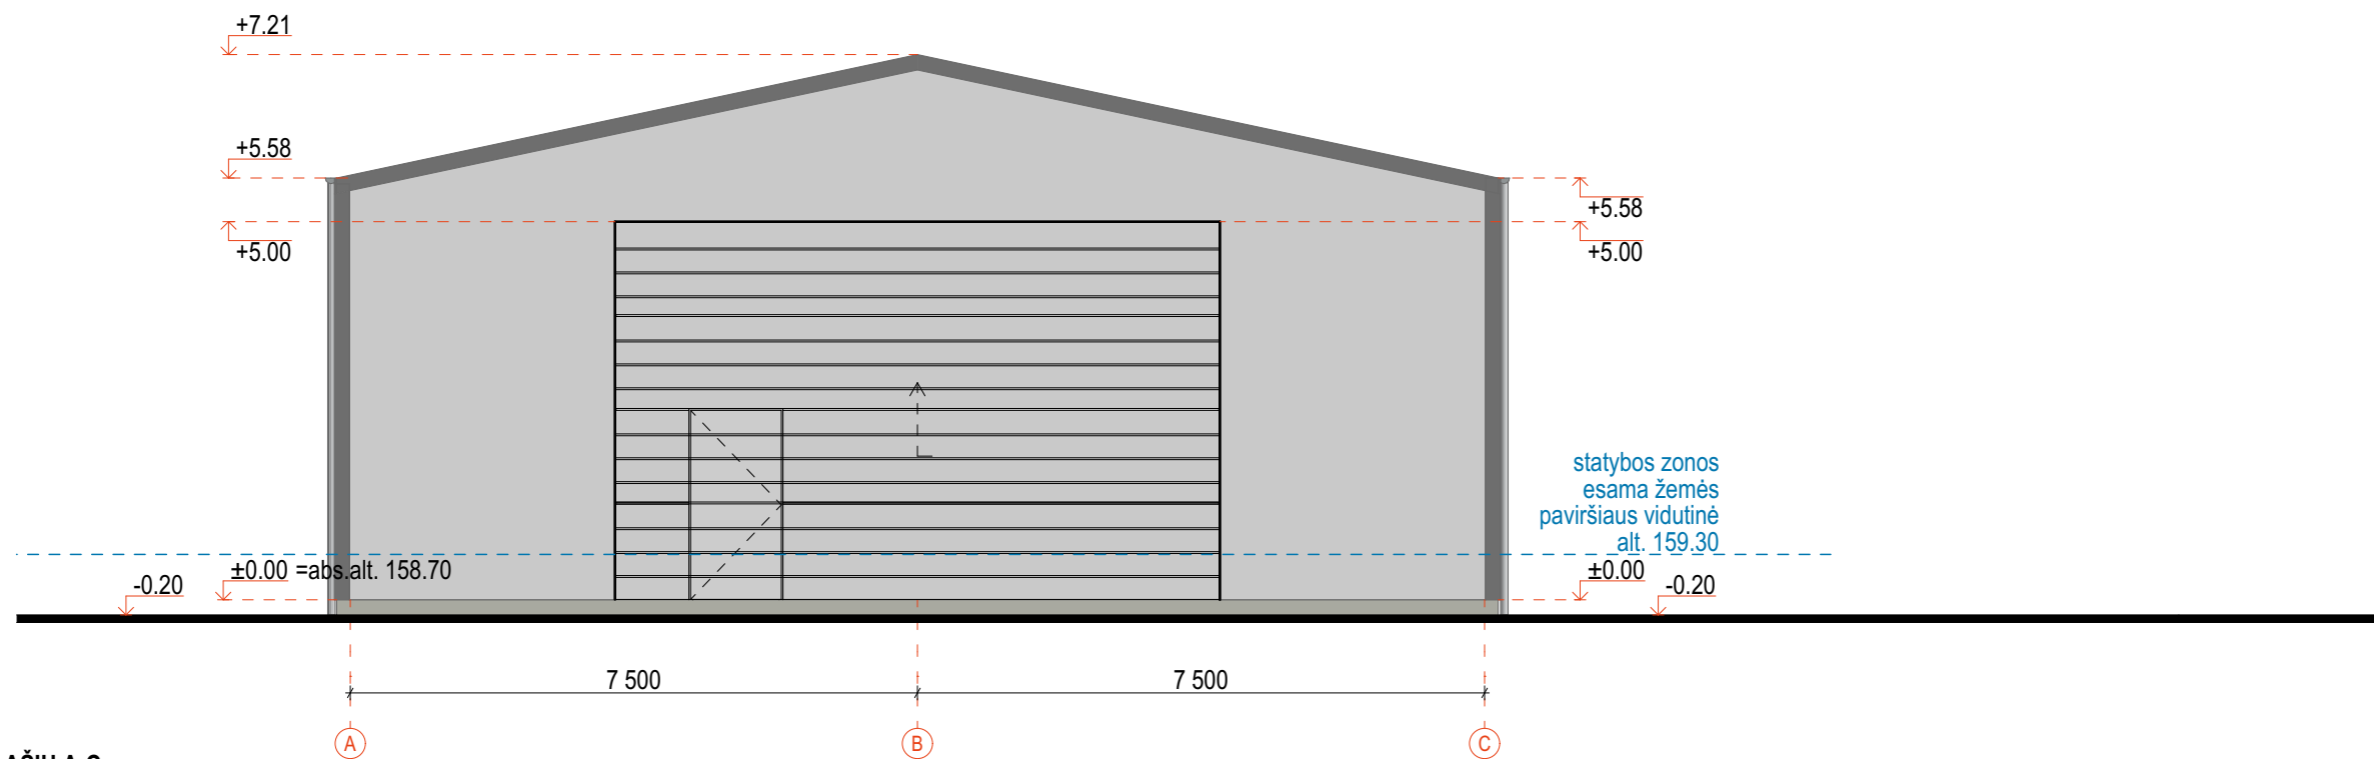 +7.21
+5.58
+5.58
+5.00
+5.00
statybos zonos
esama žemės
paviršiaus vidutinė
alt. 159.30
±0.00 =abs.alt. 158.70
±0.00
-0.20
-0.20
7 500
7 500
A
B
C